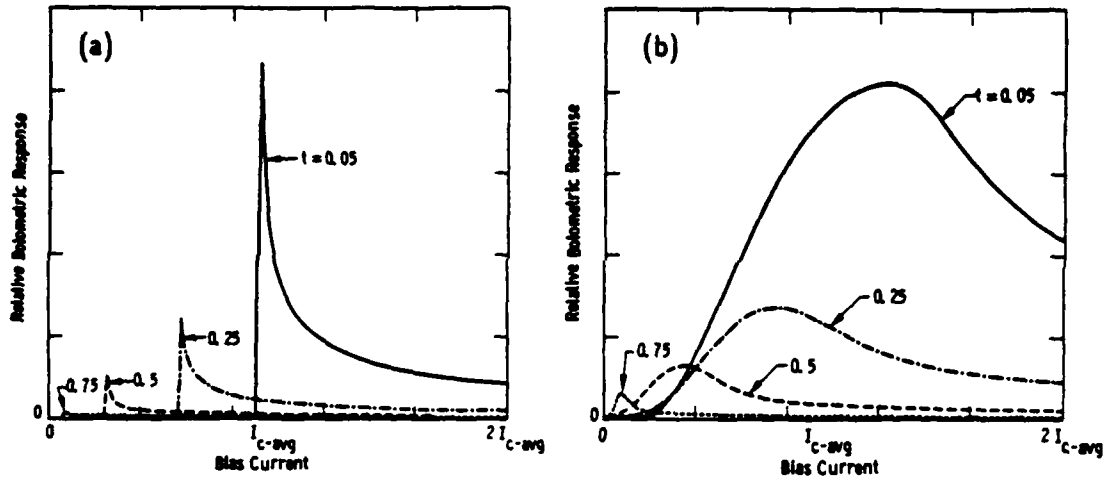 (a)
Relative Bolometric Response
t = 0.05
0.25
0.75
0.5
0
0
I c-avg
2 I c-avg
Bias Current
(b)
Relative Bolometric Response
t = 0.05
0.25
0.75
0.5
0
0
I c-avg
2 I c-avg
Bias Current